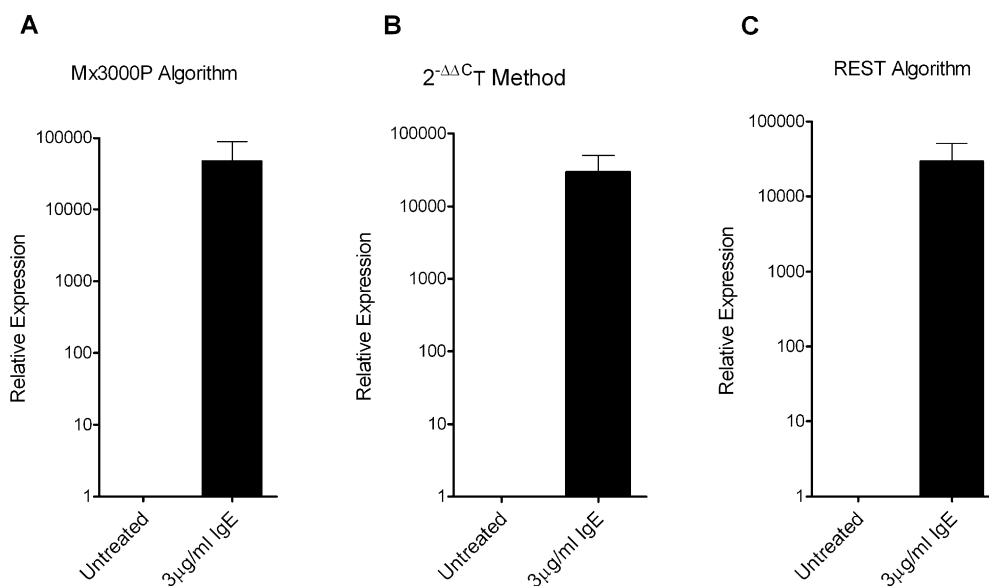 A
Mx3000P Algorithm
100000
10000
1000
100
10
1
Relative Expression
Untreated
3µg/ml IgE
B
2-ΔΔCT Method
100000
10000
1000
100
10
1
Relative Expression
Untreated
3µg/ml IgE
C
REST Algorithm
100000
10000
1000
100
10
1
Relative Expression
Untreated
3µg/ml IgE